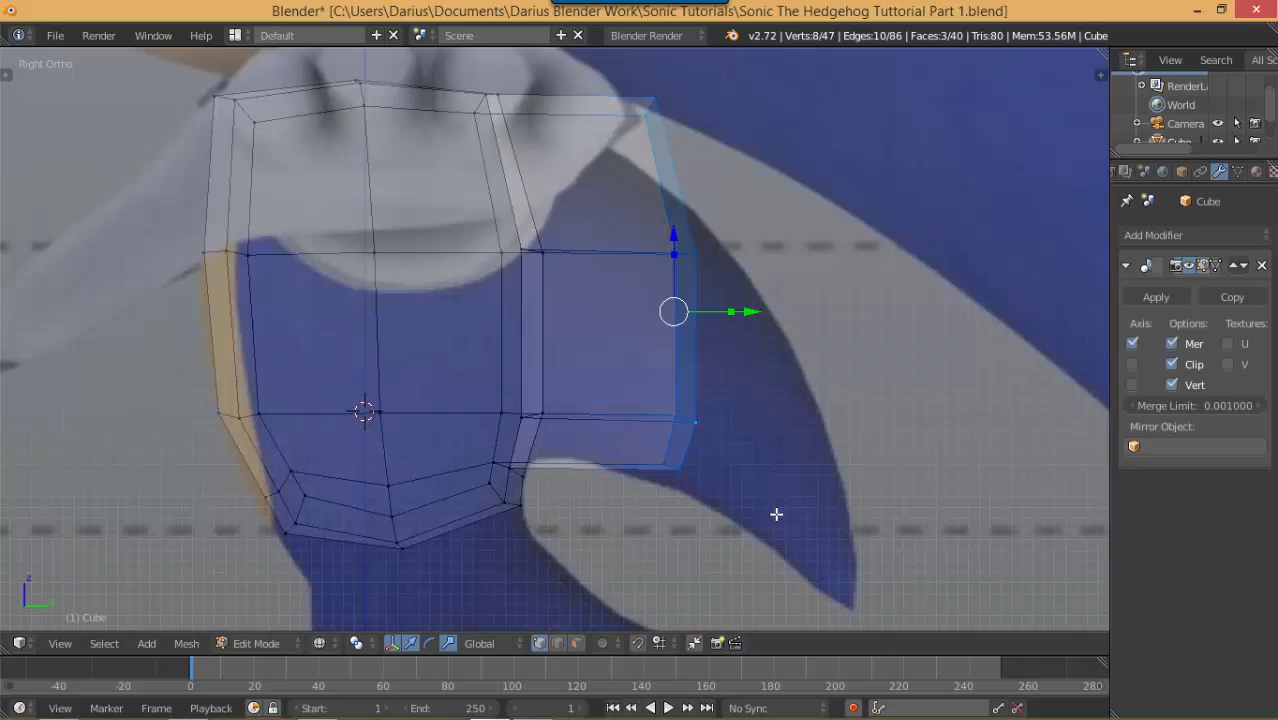 Blender* [C:\Users\Darius\Documents\Darius Blender Work\Sonic Tutorials\Sonic The Hedgehog Tuttorial Part 1.blend]
File Render Window Help Default Scene Blender Render v2.72 | Verts:8/47 | Edges:10/86 | Faces:3/40 | Tris:80 | Mem:53.56M | Cube View Search All Sc
Right Ortho
RenderL
World
Camera
Cube
Cube
Add Modifier
Apply Copy
Axis: Options: Textures:
Mer U
Clip V
Vert
Merge Limit: 0.001000
Mirror Object:
z
(1) Cube
View Select Add Mesh Edit Mode Global
-40 -20 0 20 40 60 80 100 120 140 160 180 200 220 240 260 280
View Marker Frame Playback Start: 1 End: 250 1 No Sync